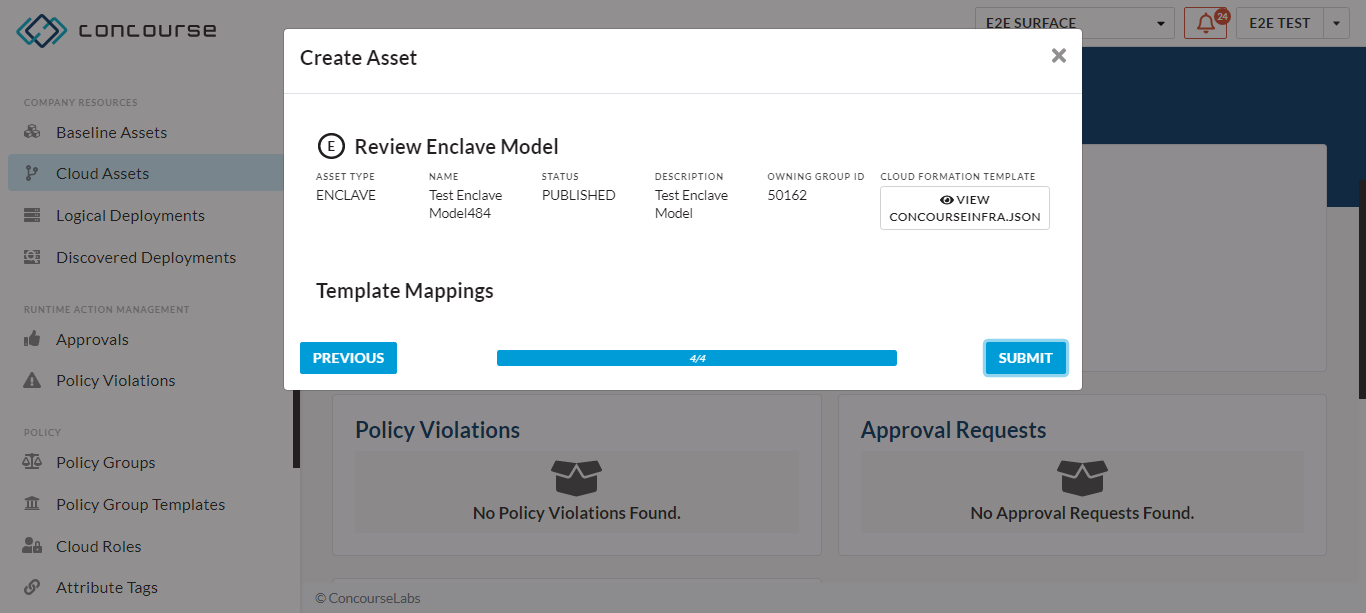 concourse
E2E SURFACE
24
E2E TEST
COMPANY RESOURCES
Baseline Assets
Cloud Assets
Logical Deployments
Discovered Deployments
RUNTIME ACTION MANAGEMENT
Approvals
Policy Violations
POLICY
Policy Groups
Policy Group Templates
Cloud Roles
Attribute Tags
Create Asset
×
E Review Enclave Model
ASSET TYPE
ENCLAVE
NAME
Test Enclave
Model484
STATUS
PUBLISHED
DESCRIPTION
Test Enclave
Model
OWNING GROUP ID
50162
CLOUD FORMATION TEMPLATE
VIEW
CONCOURSEINFRA.JSON
Template Mappings
PREVIOUS
4/4
SUBMIT
Policy Violations
No Policy Violations Found.
Approval Requests
No Approval Requests Found.
© ConcourseLabs